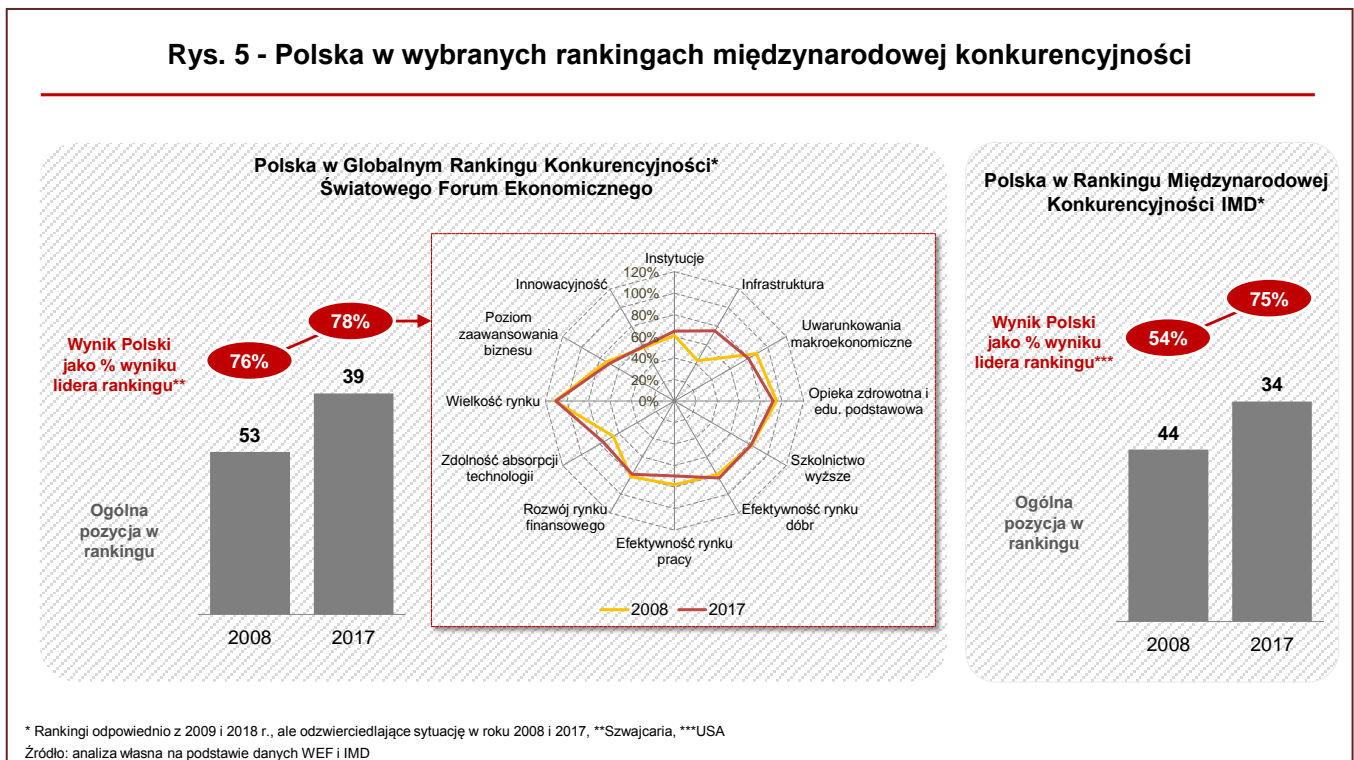 Rys. 5 - Polska w wybranych rankingach międzynarodowej konkurencyjności
Polska w Globalnym Rankingu Konkurencyjności*
Światowego Forum Ekonomicznego
Wynik Polski
jako % wyniku
lidera rankingu**
76%
78%
53
39
Ogólna
pozycja w
rankingu
2008
2017
Instytucje
Infrastruktura
Uwarunkowania
makroekonomiczne
Opieka zdrowotna i
edu. podstawowa
Szkolnictwo
wyższe
Efektywność rynku
dóbr
Efektywność rynku
pracy
Rozwój rynku
finansowego
Zdolność absorpcji
technologii
Wielkość rynku
Poziom
zaawansowania
biznesu
Innowacyjność
120%
100%
80%
60%
40%
20%
0%
2008
2017
Polska w Rankingu Międzynarodowej
Konkurencyjności IMD*
Wynik Polski
jako % wyniku
lidera rankingu***
54%
75%
44
34
Ogólna
pozycja w
rankingu
2008
2017
* Rankingi odpowiednio z 2009 i 2018 r., ale odzwierciedlające sytuację w roku 2008 i 2017, **Szwajcaria, ***USA
Źródło: analiza własna na podstawie danych WEF i IMD